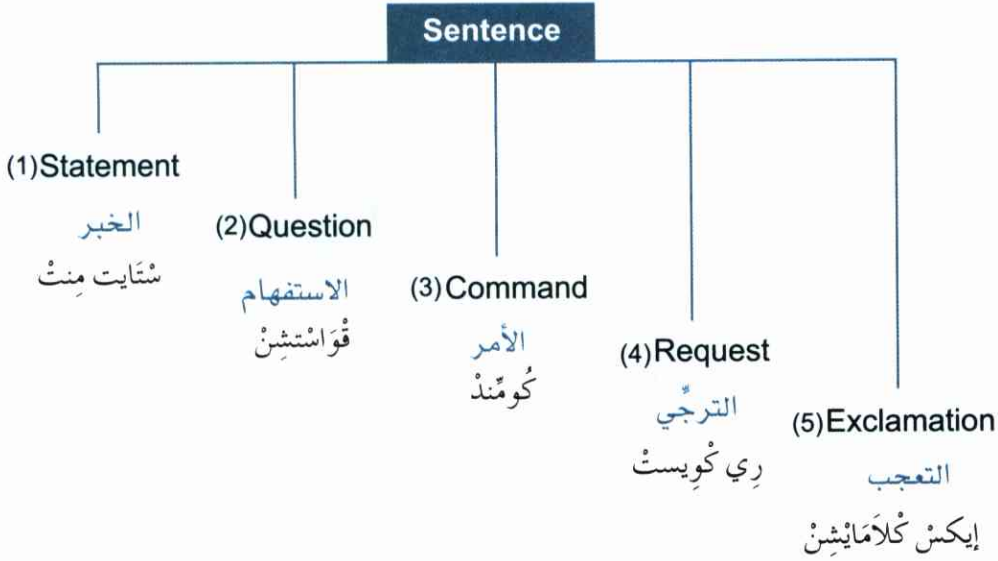 Sentence
(1)Statement
الخبر
سْتَايت مِنتْ
(2)Question
الاستفهام
قْوَاسْتشِنْ
(3)Command
الأمر
كُومِّندْ
(4)Request
الترجِّي
رِي كْوِيستْ
(5)Exclamation
التعجب
إيكسْ كْلاَمَايْشِنْ